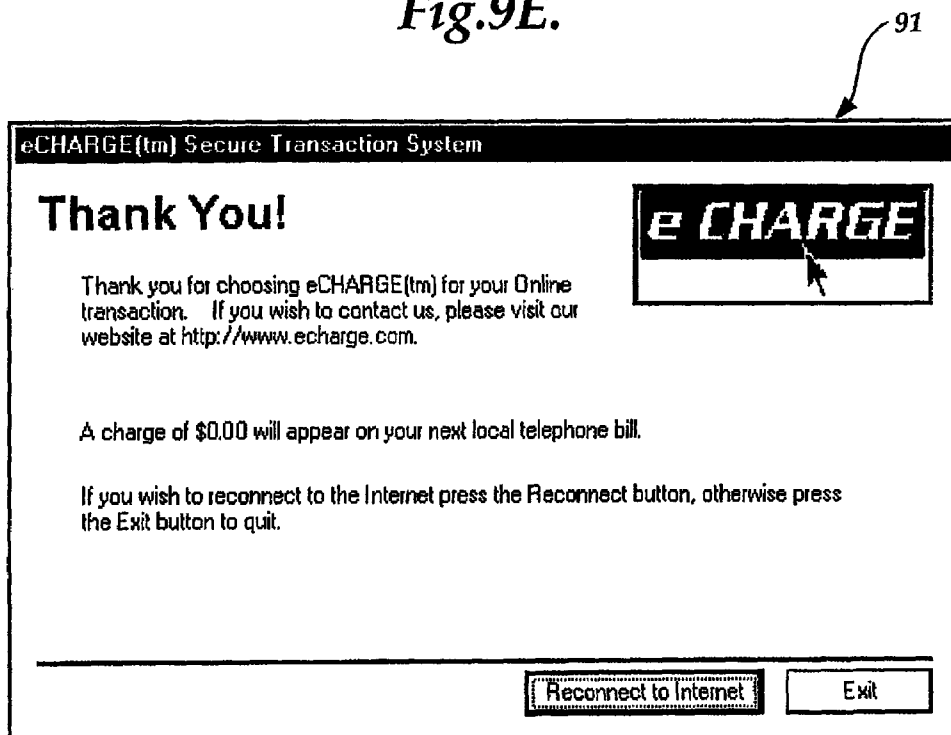 Fig.9E.
91
eCHARGE(tm) Secure Transaction System
Thank You!
e CHARGE
Thank you for choosing eCHARGE(tm) for your Online
transaction. If you wish to contact us, please visit our
website at http://www.echarge.com.
A charge of $0.00 will appear on your next local telephone bill.
If you wish to reconnect to the Internet press the Reconnect button, otherwise press
the Exit button to quit.
Reconnect to Internet
Exit